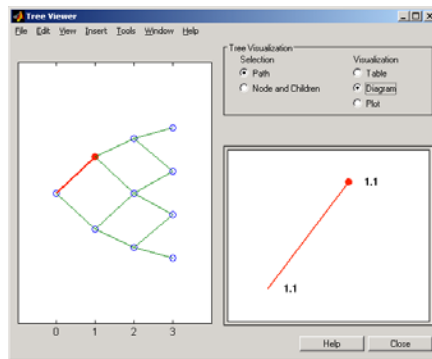 Tree Viewer
File Edit View Insert Tools Window Help
Tree Visualization
Selection
Visualization
Path
Table
Node and Children
Diagram
Plot
1.1
1.1
0 1 2 3
Help Close